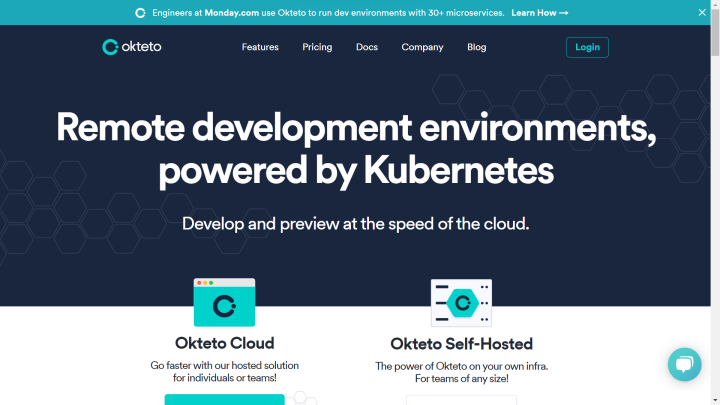 Engineers at Monday.com use Okteto to run dev environments with 30+ microservices. Learn How →
okteto
Features Pricing Docs Company Blog
Login
Remote development environments,
powered by Kubernetes
Develop and preview at the speed of the cloud.
Okteto Cloud
Go faster with our hosted solution
for individuals or teams!
Okteto Self-Hosted
The power of Okteto on your own infra.
For teams of any size!